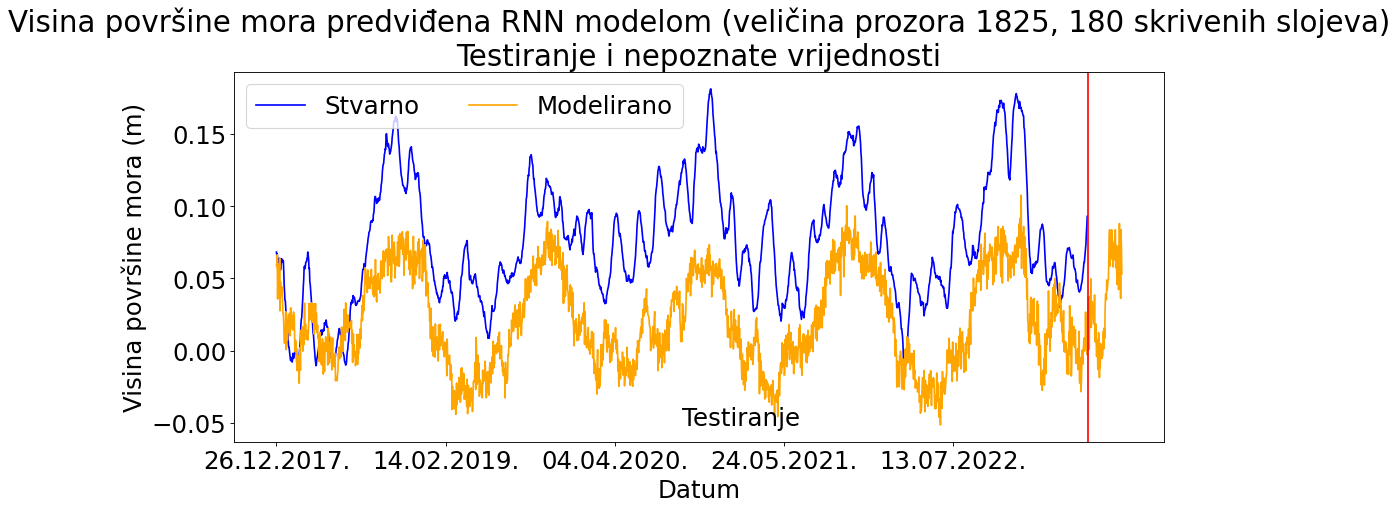 Visina površine mora predviđena RNN modelom (veličina prozora 1825, 180 skrivenih slojeva)
Testiranje i nepoznate vrijednosti
Stvarno
Modelirano
Visina površine mora (m)
0.15
0.10
0.05
0.00
−0.05
Testiranje
26.12.2017.
14.02.2019.
04.04.2020.
24.05.2021.
13.07.2022.
Datum